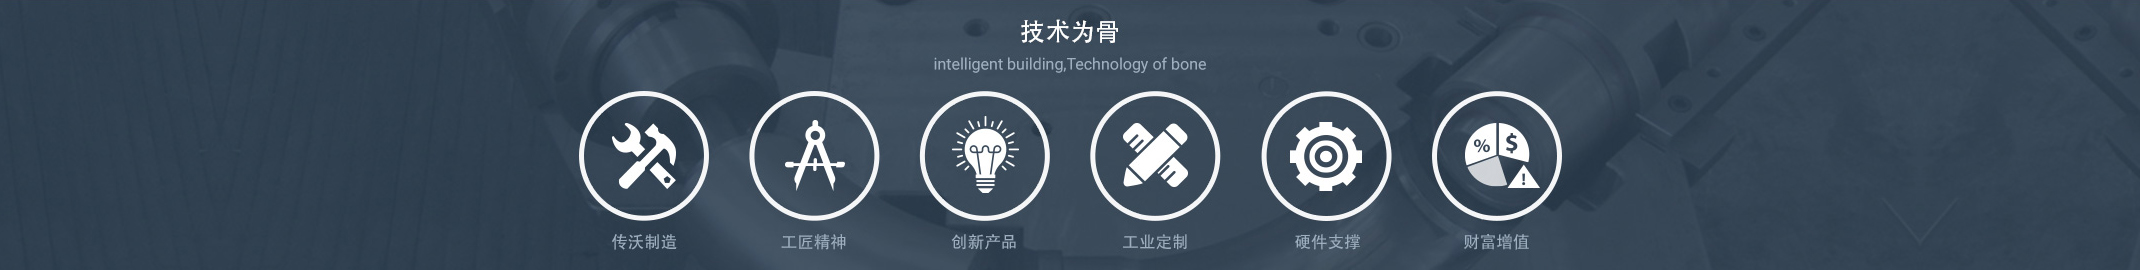 技术为骨
intelligent building,Technology of bone
% $
!
传沃制造 工匠精神 创新产品 工业定制 硬件支撑 财富增值